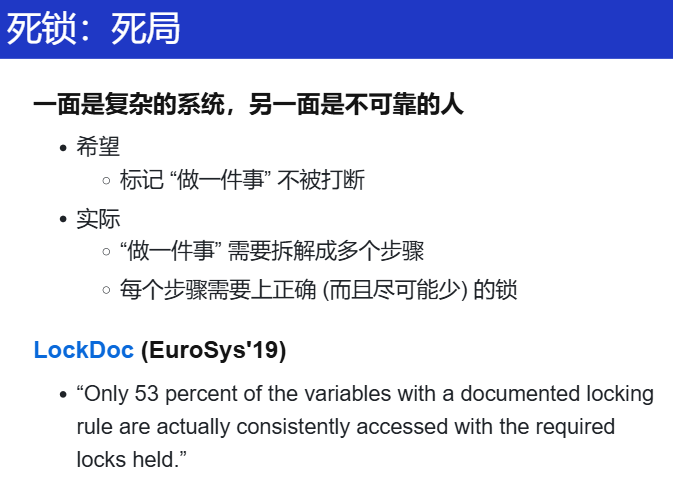 死锁：死局
一面是复杂的系统，另一面是不可靠的人
希望
标记 “做一件事” 不被打断
实际
“做一件事” 需要拆解成多个步骤
每个步骤需要上正确 (而且尽可能少) 的锁
LockDoc (EuroSys'19)
“Only 53 percent of the variables with a documented locking
rule are actually consistently accessed with the required
locks held.”